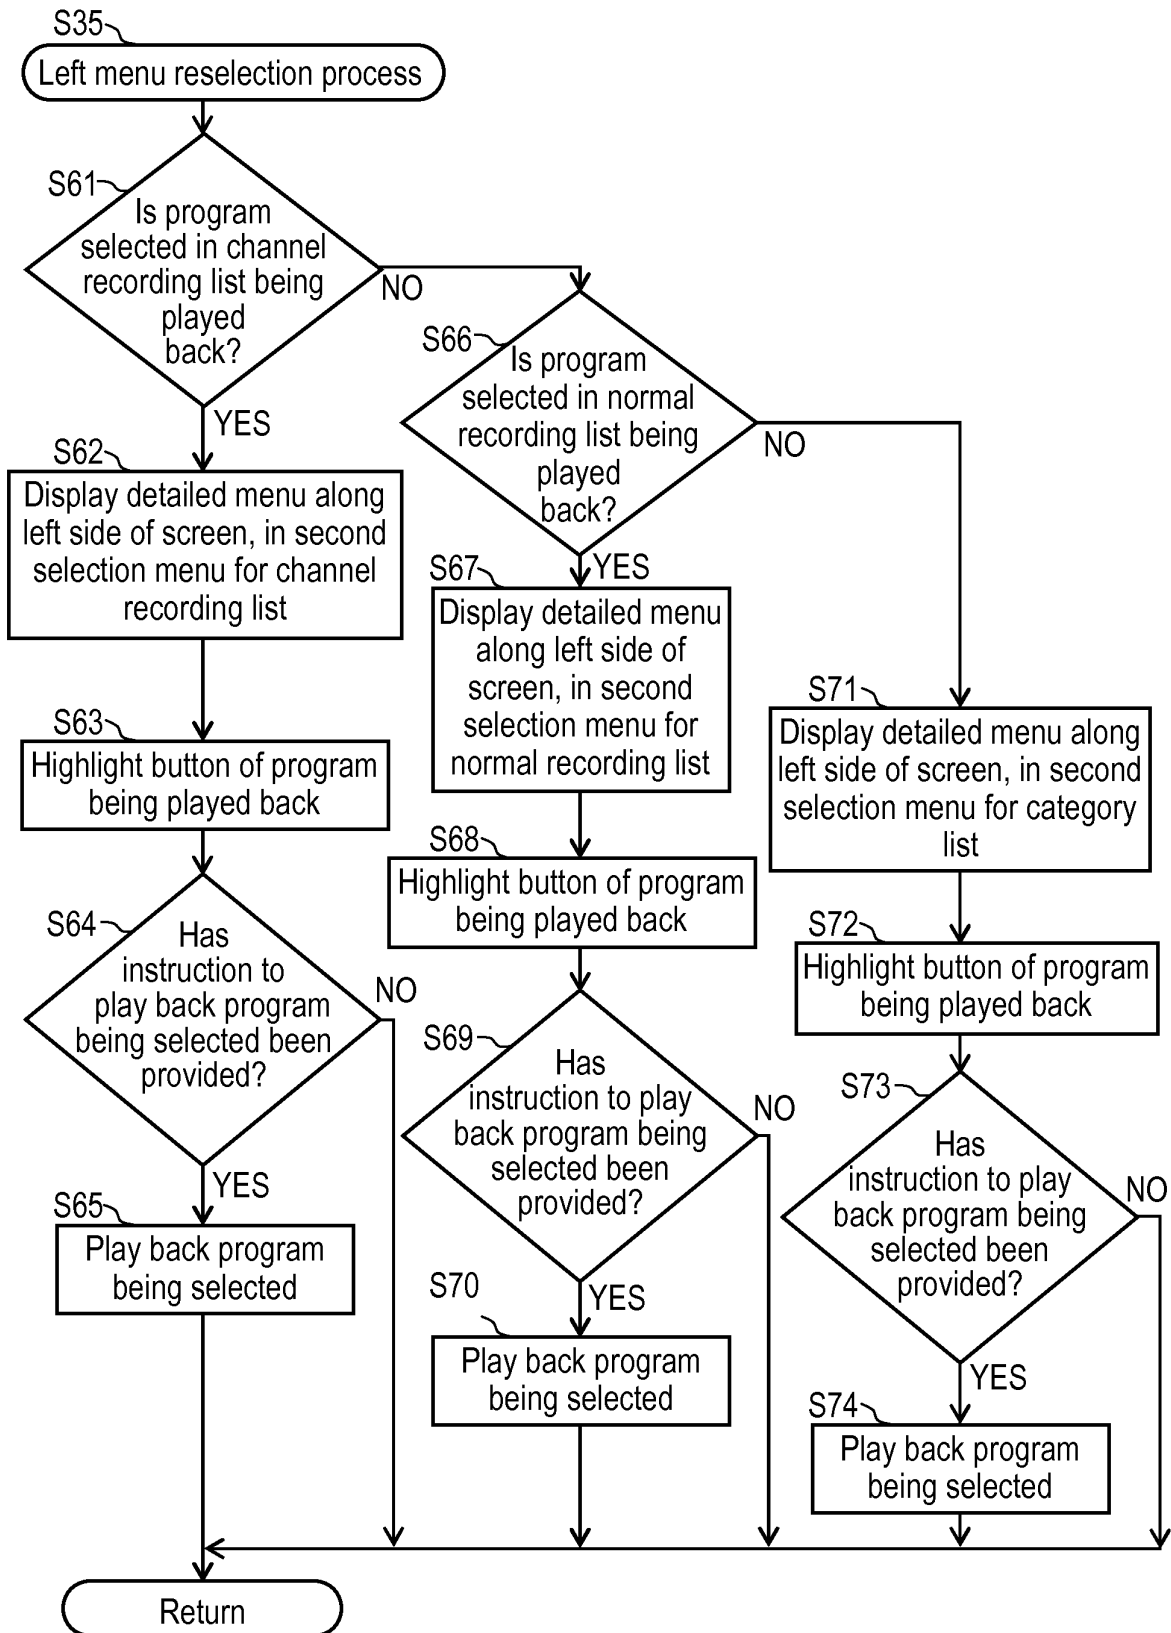 S35
Left menu reselection process
S61
Is program
selected in channel
recording list being
played
back?
NO
YES
S62
Display detailed menu along
left side of screen, in second
selection menu for channel
recording list
S63
Highlight button of program
being played back
S64
Has
instruction to
play back program
being selected been
provided?
NO
YES
S65
Play back program
being selected
S66
Is program
selected in normal
recording list being
played
back?
NO
YES
S67
Display detailed menu
along left side of
screen, in second
selection menu for
normal recording list
S68
Highlight button of program
being played back
S69
Has
instruction to play
back program being
selected been
provided?
NO
YES
S70
Play back program
being selected
S71
Display detailed menu along
left side of screen, in second
selection menu for category
list
S72
Highlight button of program
being played back
S73
Has
instruction to play
back program being
selected been
provided?
NO
YES
S74
Play back program
being selected
Return